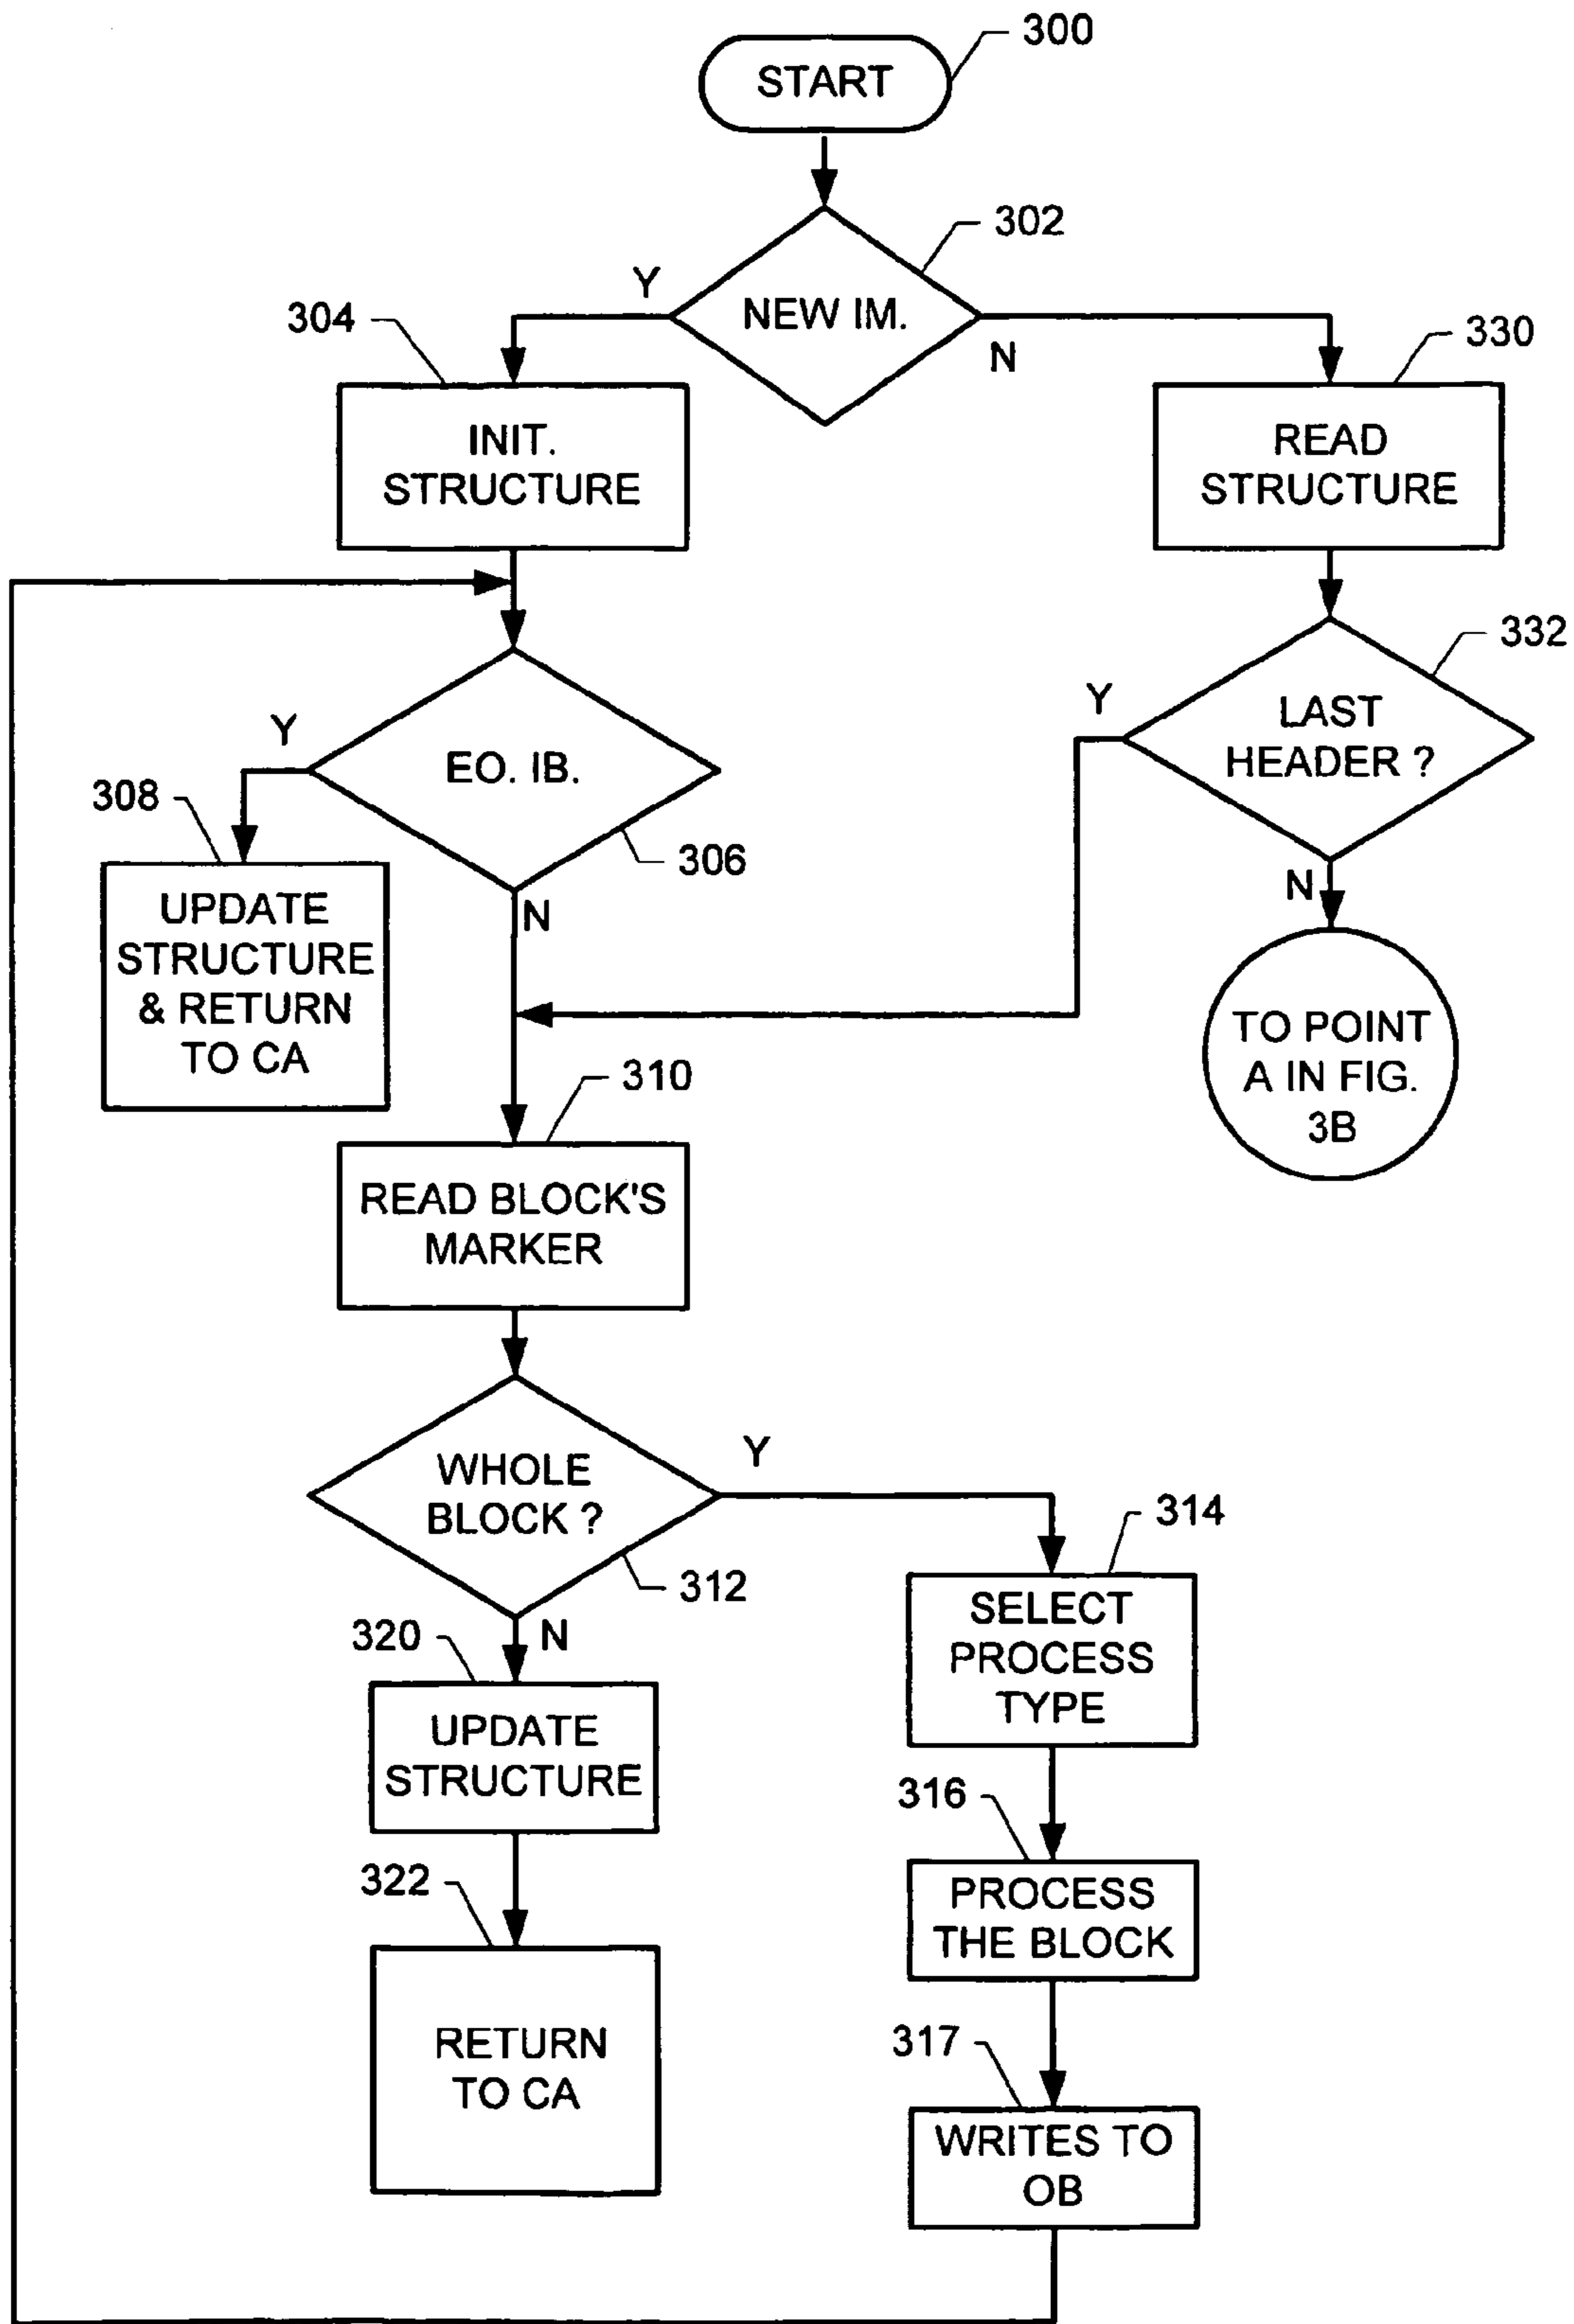 START
300
302
Y
NEW IM.
N
304
330
INIT.
STRUCTURE
READ
STRUCTURE
332
Y
EO. IB.
Y
LAST
HEADER ?
308
306
N
N
UPDATE
STRUCTURE
& RETURN
TO CA
TO POINT
A IN FIG.
3B
310
READ BLOCK'S
MARKER
WHOLE
BLOCK ?
Y
312
314
N
320
SELECT
PROCESS
TYPE
UPDATE
STRUCTURE
316
PROCESS
THE BLOCK
322
RETURN
TO CA
317
WRITES TO
OB